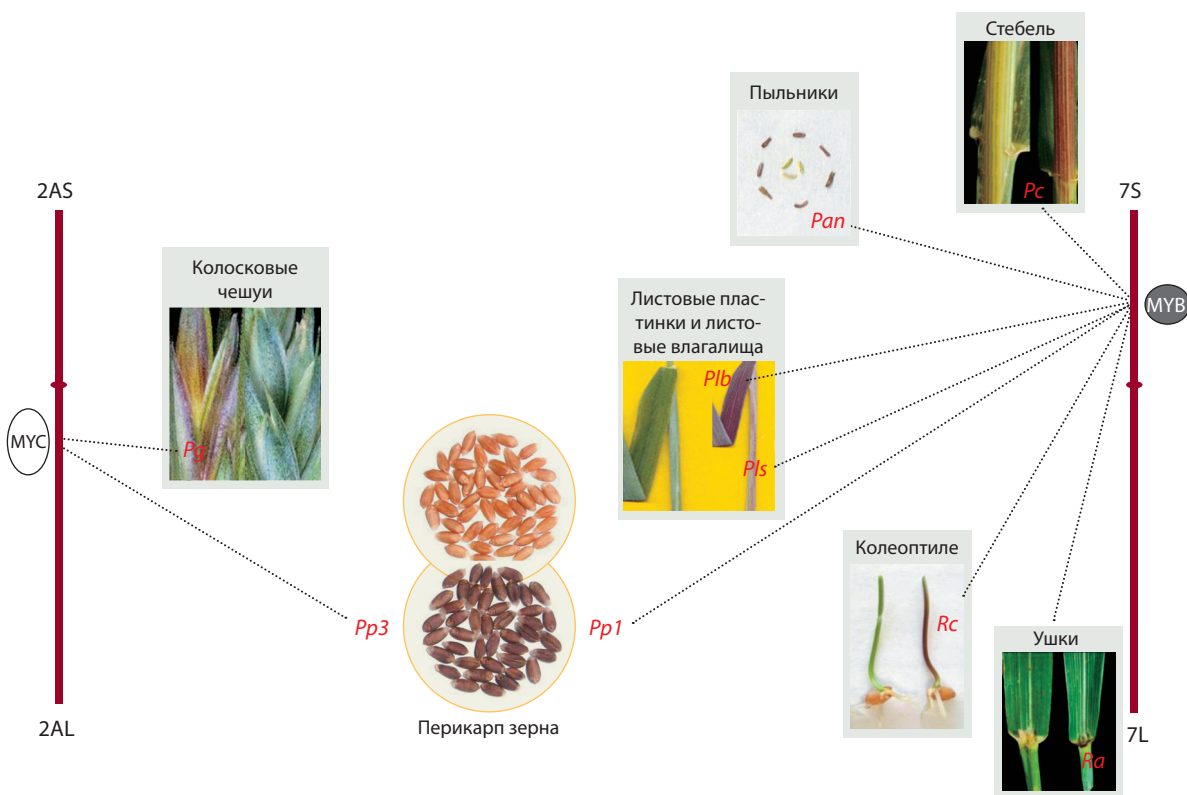 Стебель
Pc
Пыльники
Pan
2AS
7S
Колосковые
чешуи
Pg
MYC
MYB
Листовые плас-
тинки и листо-
вые влагалища
Plb
Pls
Колеоптиле
Rc
Pp3
Pp1
Ушки
Ra
Перикарп зерна
2AL
7L